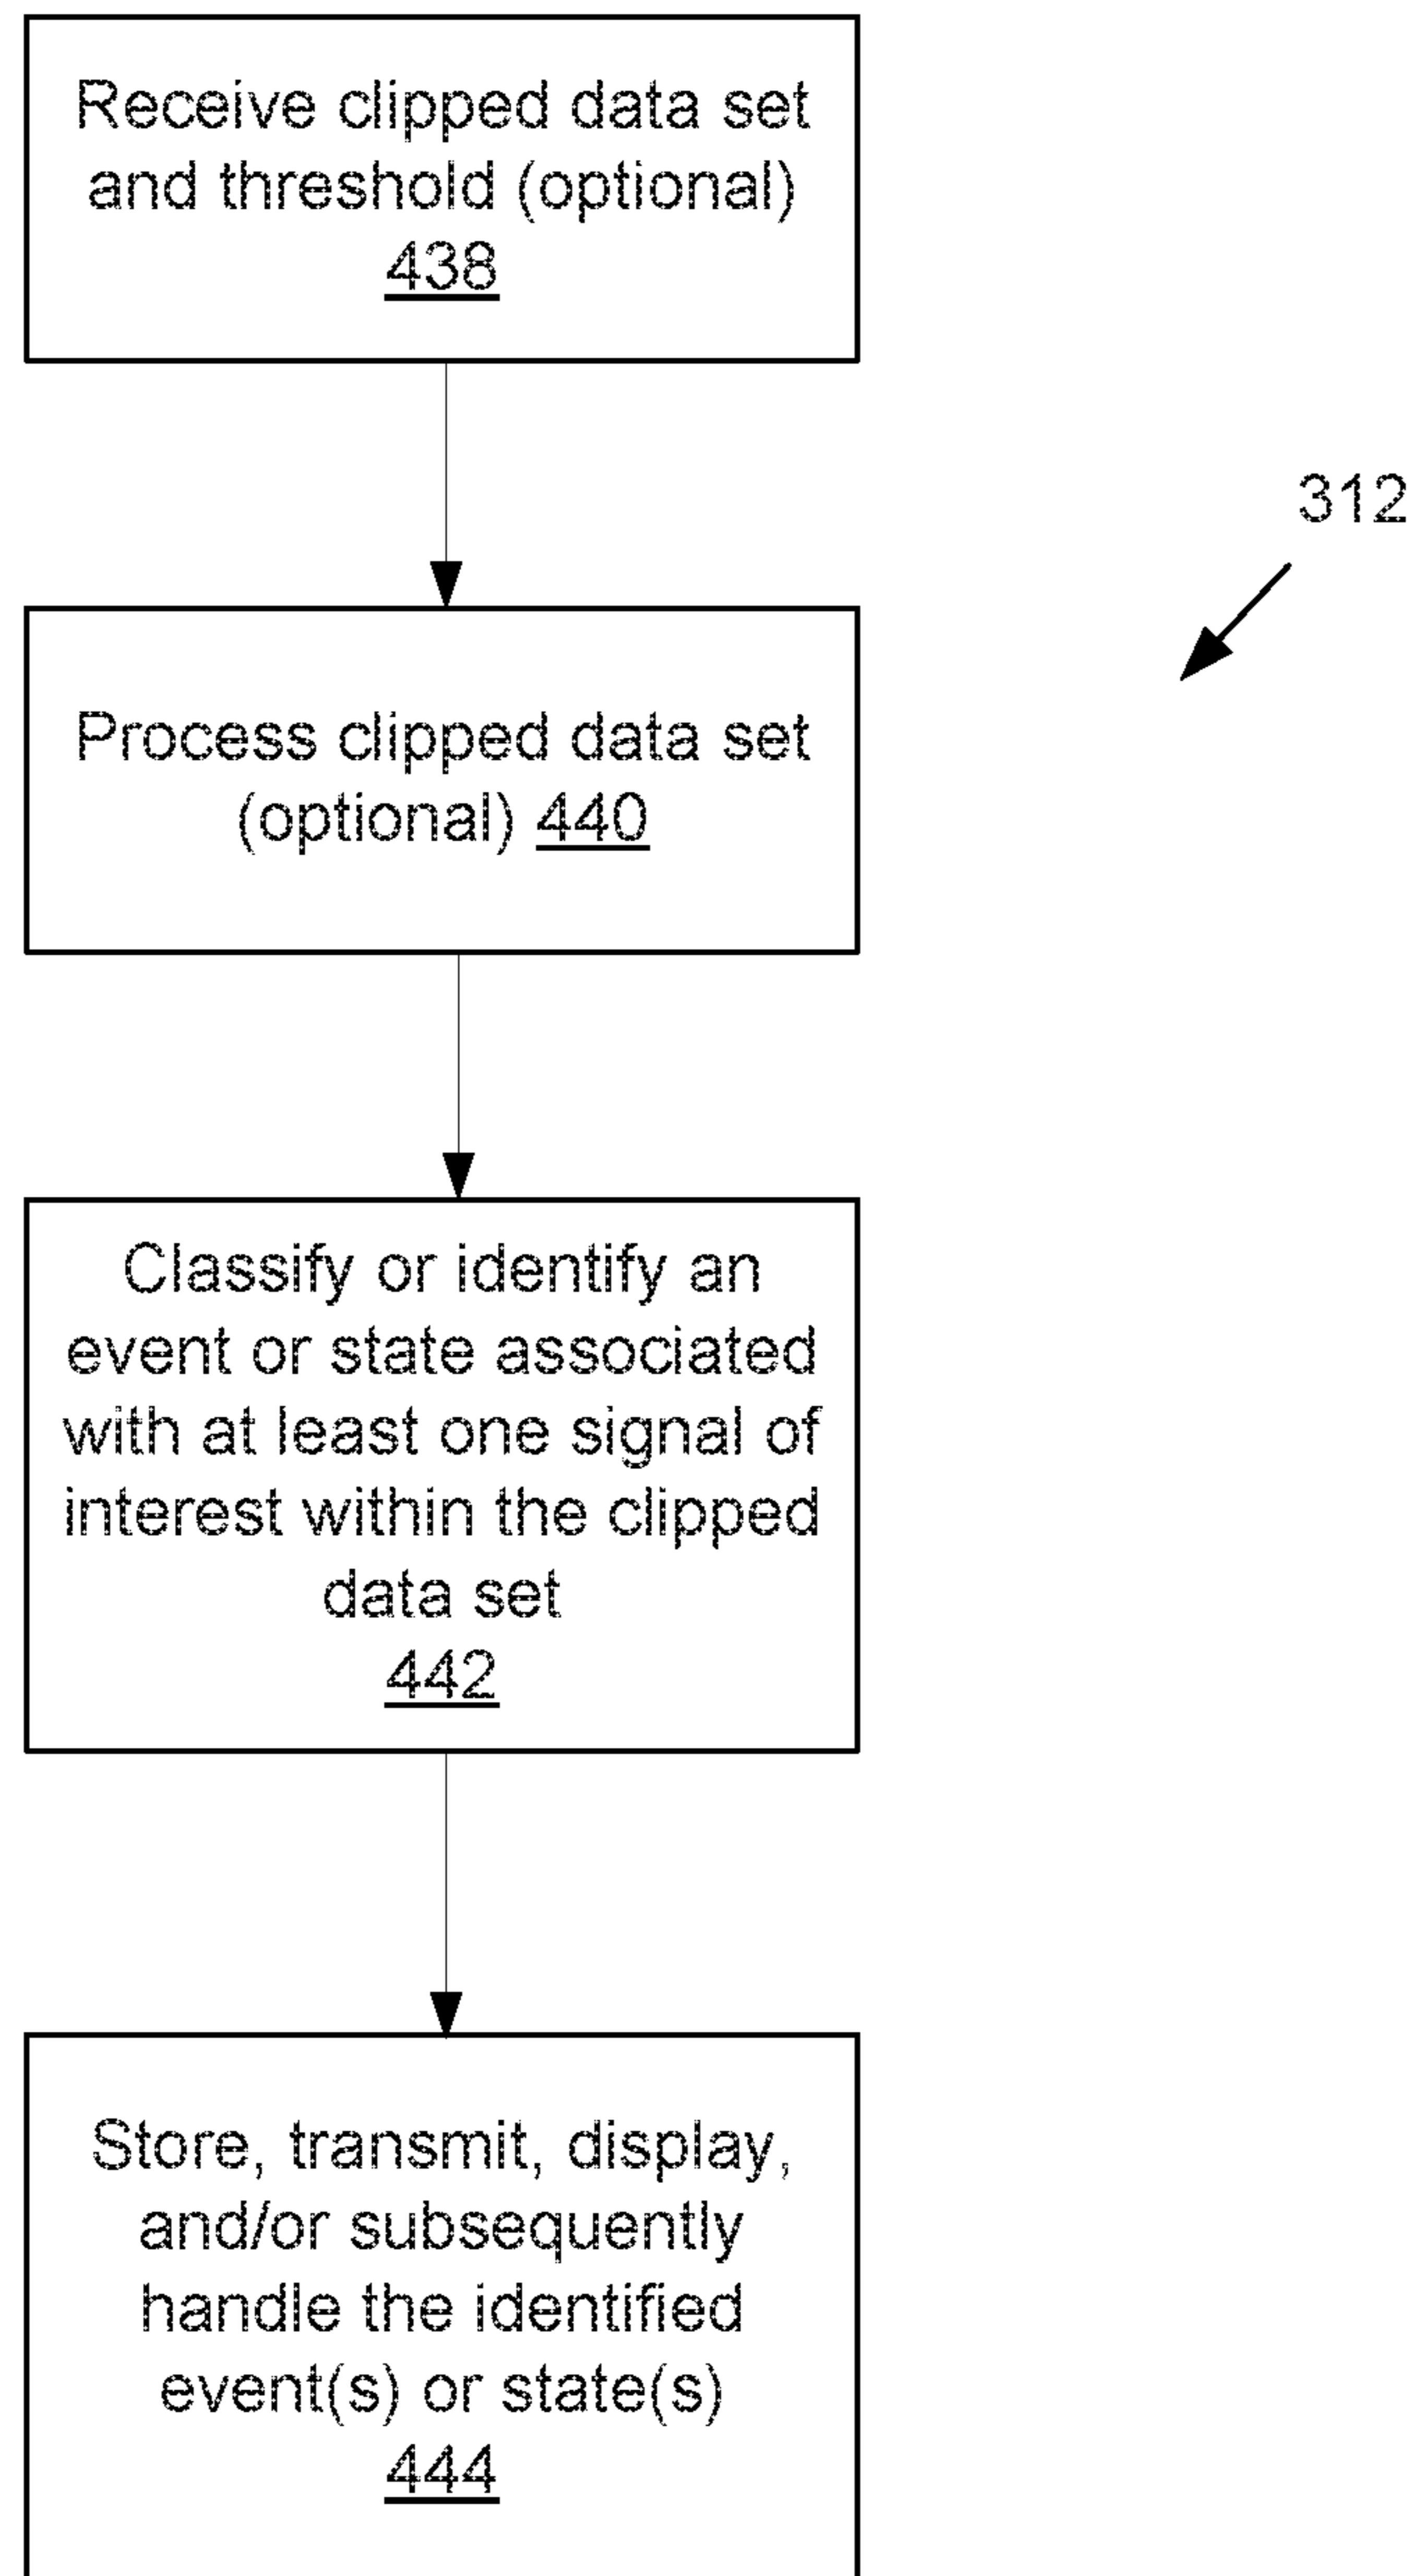 Receive clipped data set
and threshold (optional)
438
312
Process clipped data set
(optional) 440
Classify or identify an
event or state associated
with at least one signal of
interest within the clipped
data set
442
Store, transmit, display,
and/or subsequently
handle the identified
event(s) or state(s)
444